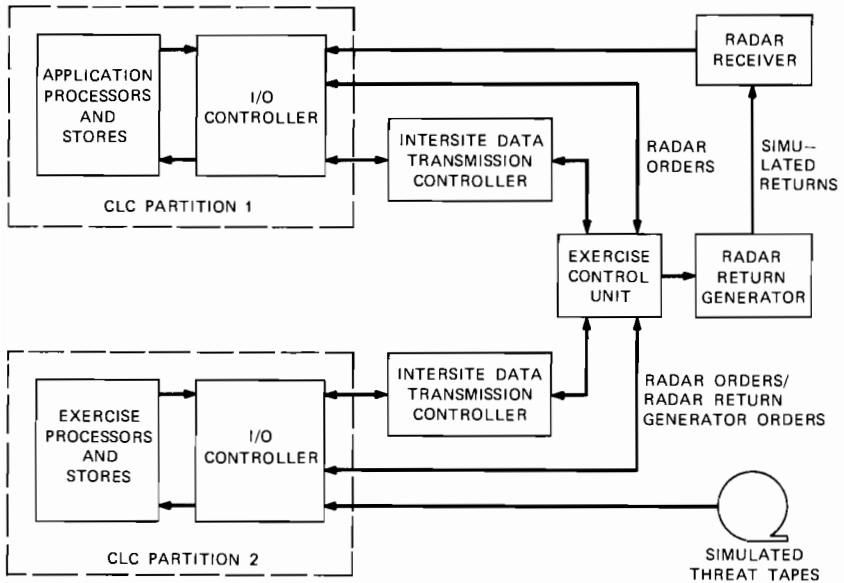 APPLICATION
PROCESSORS
AND
STORES
I/O
CONTROLLER
CLC PARTITION 1
INTERSITE DATA
TRANSMISSION
CONTROLLER
RADAR
RECEIVER
RADAR
ORDERS
SIMU–
LATED
RETURNS
EXERCISE
CONTROL
UNIT
RADAR
RETURN
GENERATOR
EXERCISE
PROCESSORS
AND
STORES
I/O
CONTROLLER
CLC PARTITION 2
INTERSITE DATA
TRANSMISSION
CONTROLLER
RADAR ORDERS/
RADAR RETURN
GENERATOR ORDERS
SIMULATED
THREAT TAPES